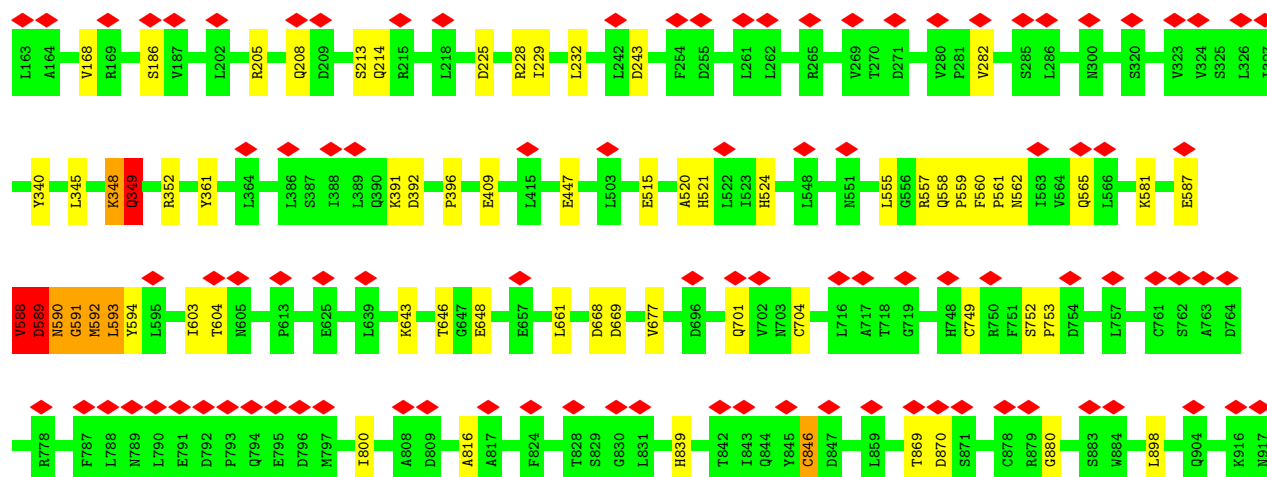 L163 A164 V168 R169 S186 V187 L202 R205 Q208 D209 S213 Q214 R215 L218 D225 R228 I229 L232 L242 D243 F254 D255 L261 L262 R265 V269 T270 D271 V280 P281 V282 S285 L286 N300 S320 V323 V324 S325 L326 I327
Y340 L345 K348 Q349 R352 Y361 L364 L386 S387 I388 L389 Q390 K391 D392 P396 E409 L415 E447 L503 E515 A520 H521 L522 I523 H524 L548 N551 L555 G556 R557 Q558 P559 F560 P561 N562 I563 V564 Q565 L566 K581 E587
V588 D589 N590 G591 M592 L593 Y594 L595 I603 T604 N605 P613 E625 L639 K643 T646 G647 E648 E657 L661 D668 D669 V677 D696 Q701 V702 N703 C704 L716 A717 T718 G719 H748 C749 R750 F751 S752 P753 D754 L757 C761 S762 A763 D764
R778 F787 L788 N789 L790 E791 D792 P793 Q794 E795 D796 M797 I800 A808 D809 A816 A817 F824 T828 S829 G830 L831 H839 T842 I843 Q844 Y845 C846 D847 L859 T869 D870 S871 C878 R879 G880 S883 W884 L898 Q904 K916 N917